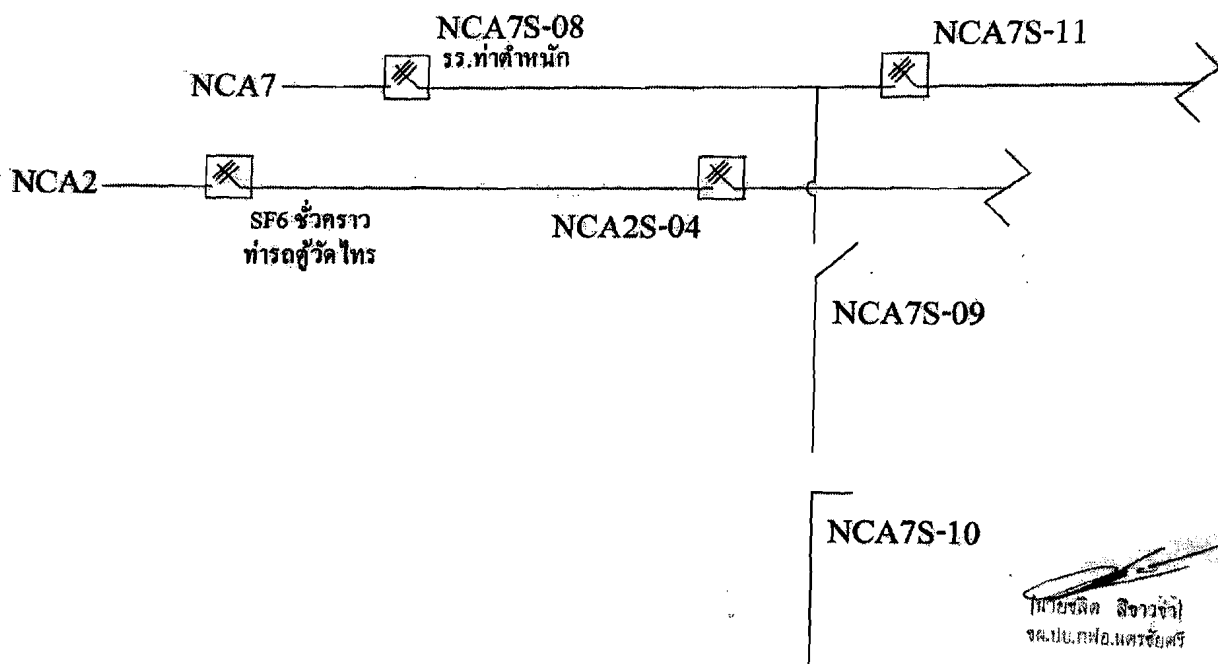 NCA7S-08
รร.ท่าตำหนัก
NCA7S-11
NCA7
NCA2
SF6 ชั่วคราว
ท่ารถตู้วัดไทร
NCA2S-04
NCA7S-09
NCA7S-10